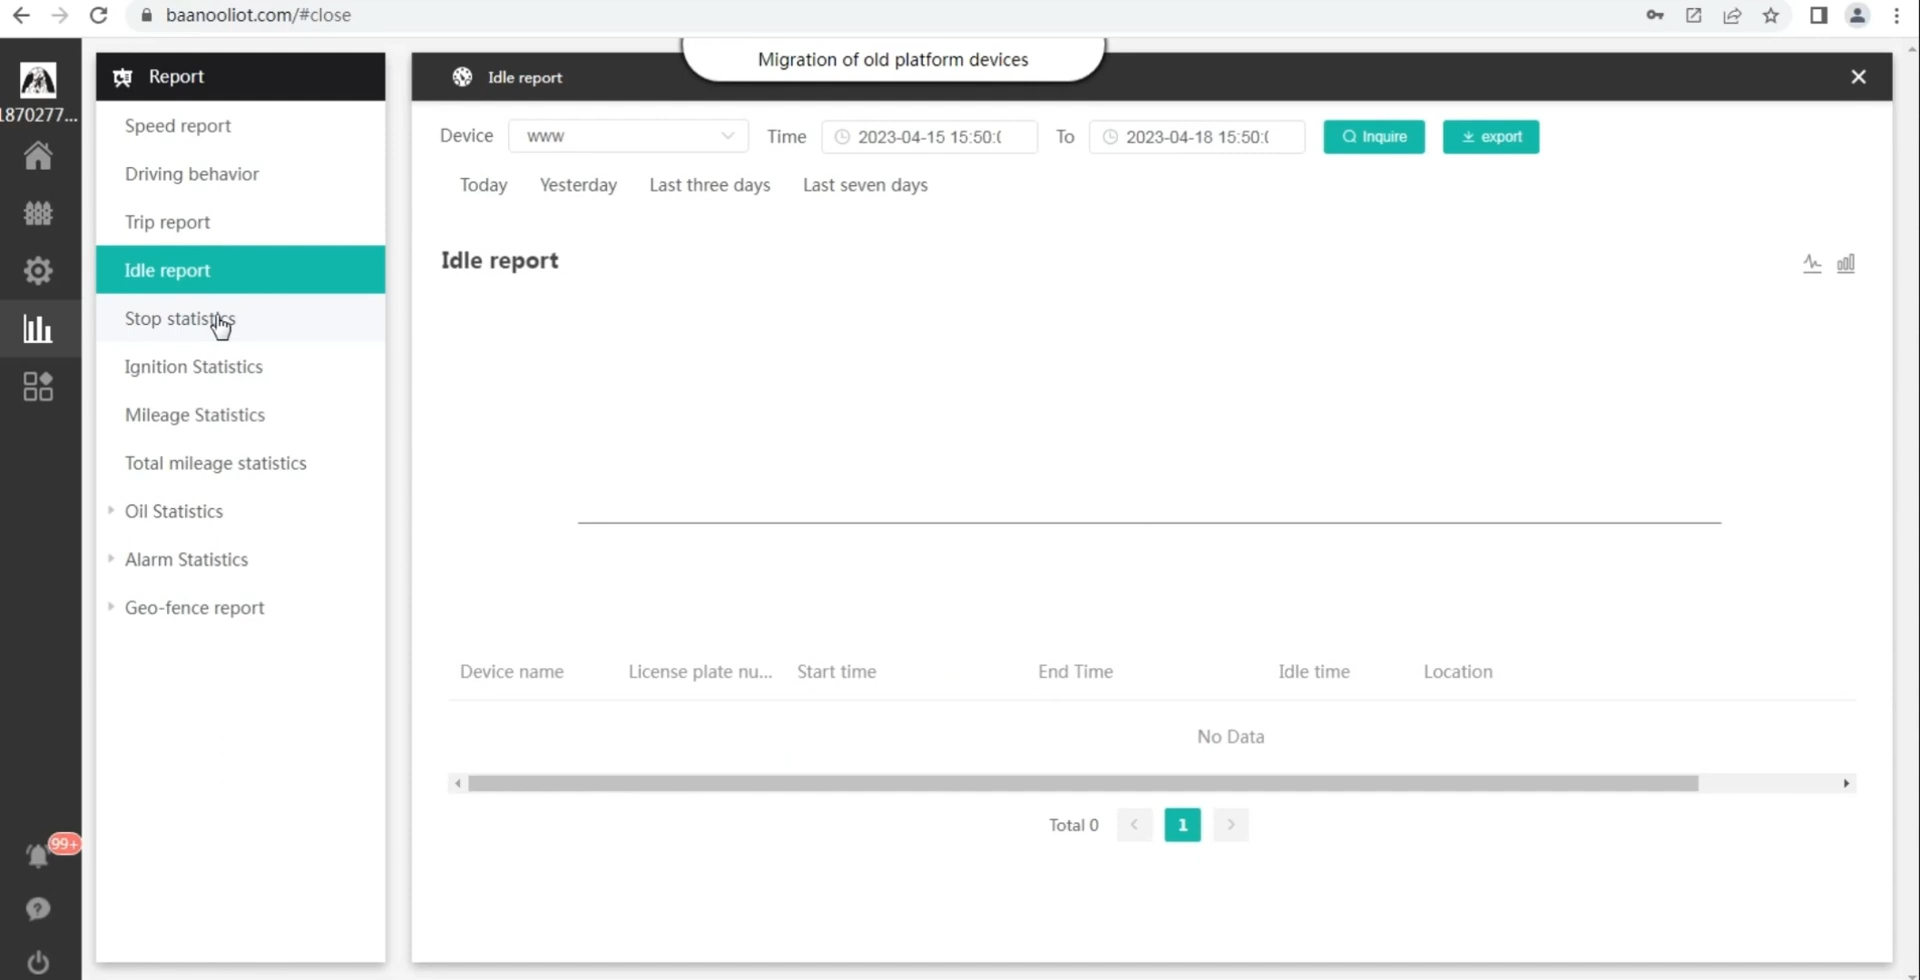 baanooliot.com/#close
Migration of old platform devices
1870277...
Report
Speed report
Driving behavior
Trip report
Idle report
Stop statistics
Ignition Statistics
Mileage Statistics
Total mileage statistics
Oil Statistics
Alarm Statistics
Geo-fence report
99+
Idle report
Device www Time 2023-04-15 15:50:( To 2023-04-18 15:50:( Inquire export
Today Yesterday Last three days Last seven days
Idle report
Device name License plate nu... Start time End Time Idle time Location
No Data
Total 0 1